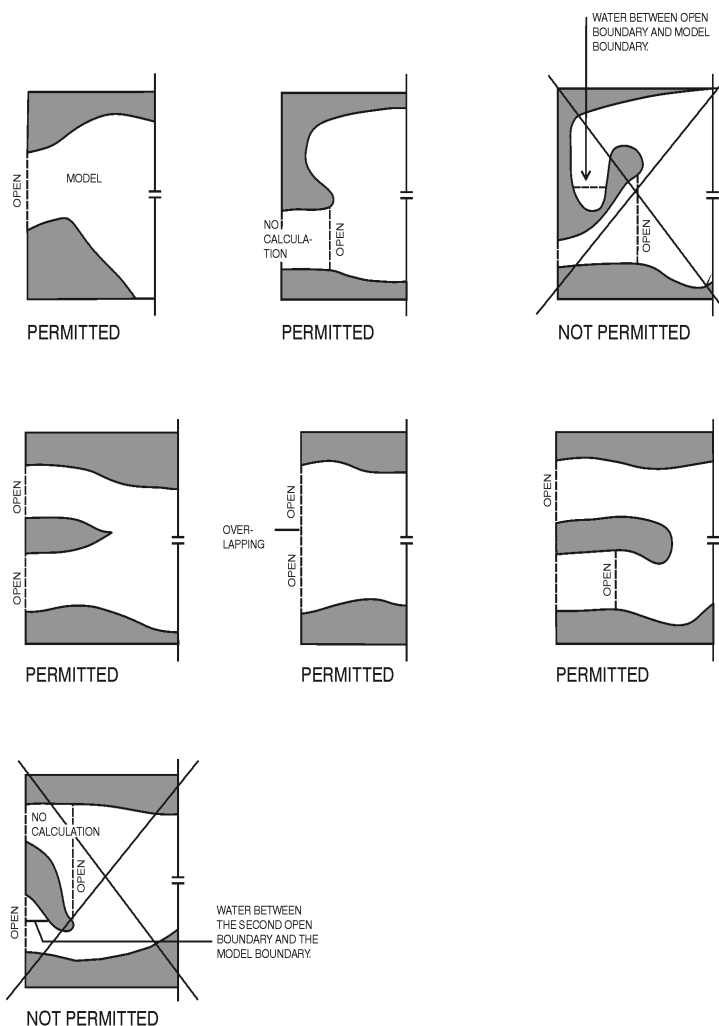 WATER BETWEEN OPEN
BOUNDARY AND MODEL
BOUNDARY.
OPEN
MODEL
PERMITTED
NO
CALCULA-
TION
OPEN
PERMITTED
OPEN
NOT PERMITTED
OPEN
OPEN
PERMITTED
OVER-
LAPPING
OPEN
OPEN
PERMITTED
OPEN
OPEN
PERMITTED
NO
CALCULATION
OPEN
OPEN
WATER BETWEEN
THE SECOND OPEN
BOUNDARY AND THE
MODEL BOUNDARY.
NOT PERMITTED